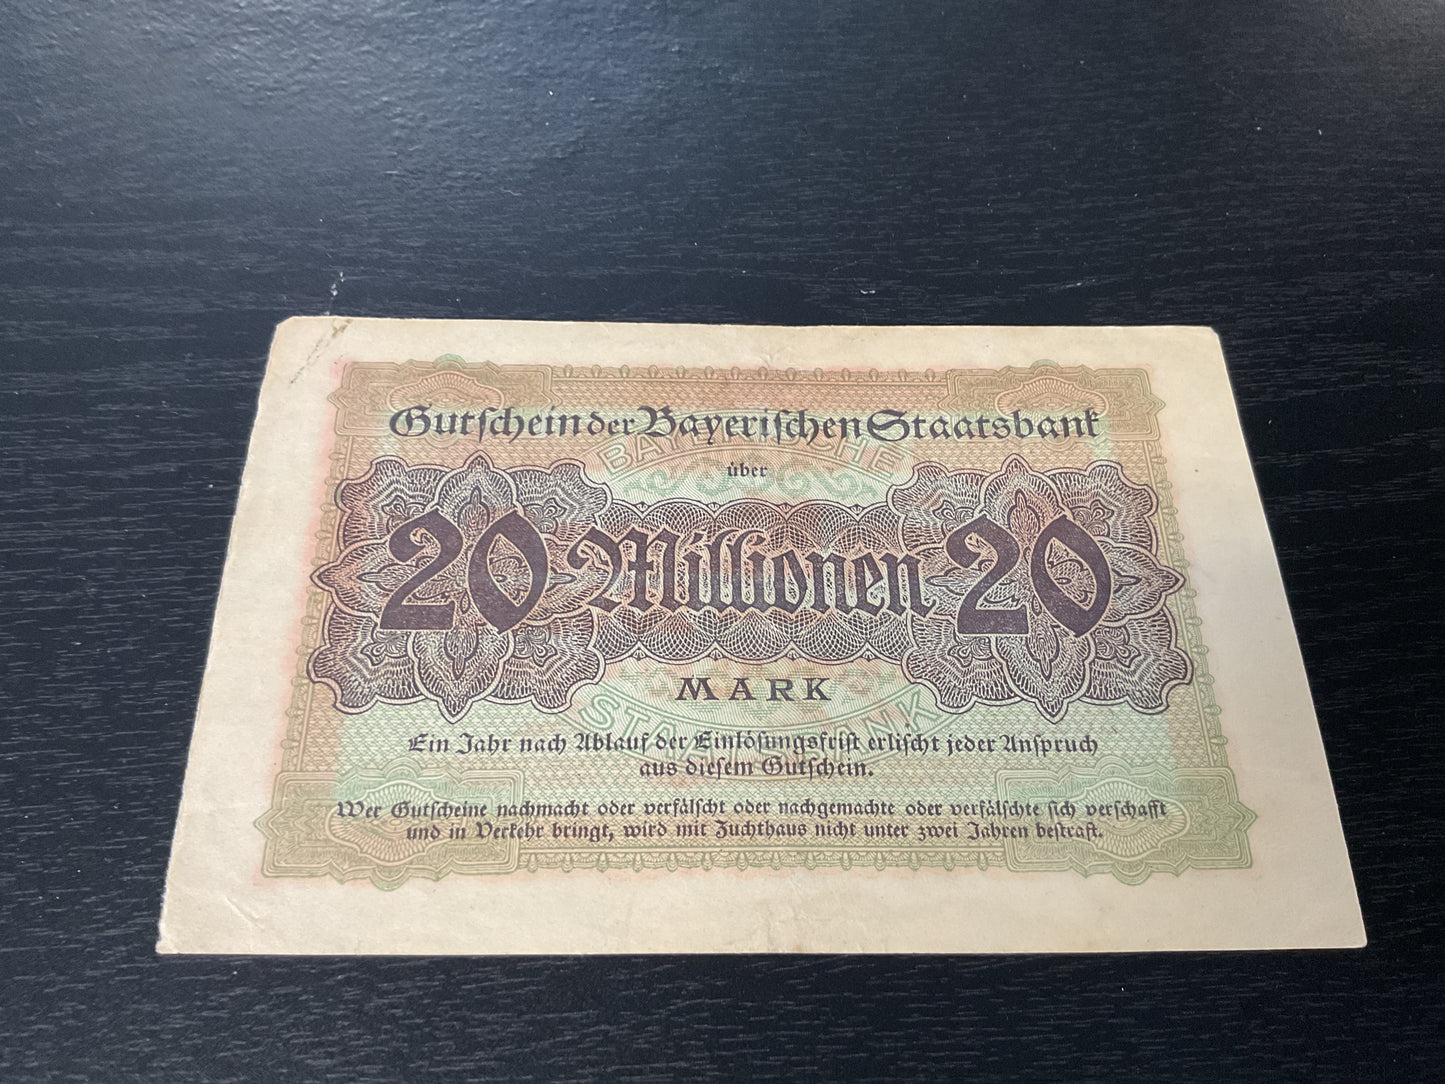 Gutschein der Bayerischen Staatsbank
BAYERISCHE
über
20 Millionen 20
MARK
STAATSBANK
Ein Jahr nach Ablauf der Einlösungsfrist erlischt jeder Anspruch
aus diesem Gutschein.
Wer Gutscheine nachmacht oder verfälscht oder nachgemachte oder verfälschte sich verschafft
und in Verkehr bringt, wird mit Zuchthaus nicht unter zwei Jahren bestraft.